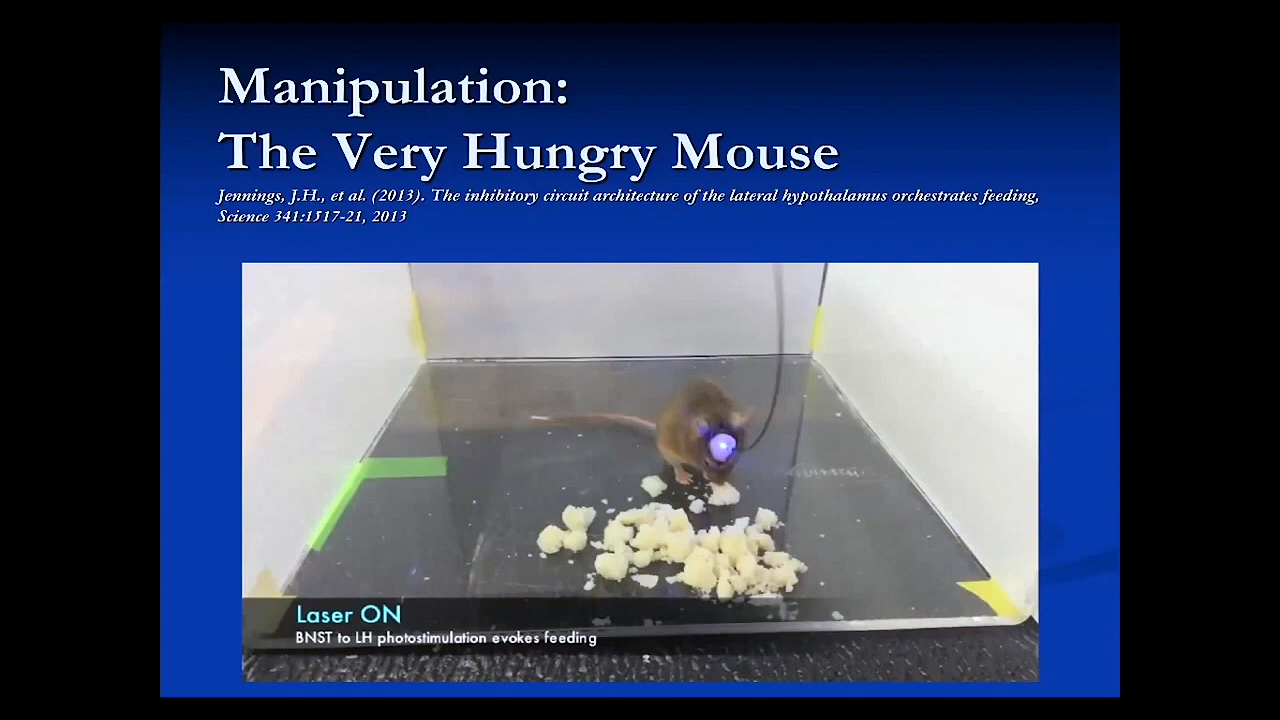 Manipulation:
The Very Hungry Mouse
Jennings, J.H., et al. (2013). The inhibitory circuit architecture of the lateral hypothalamus orchestrates feeding,
Science 341:1517-21, 2013
Laser ON
BNST to LH photostimulation evokes feeding